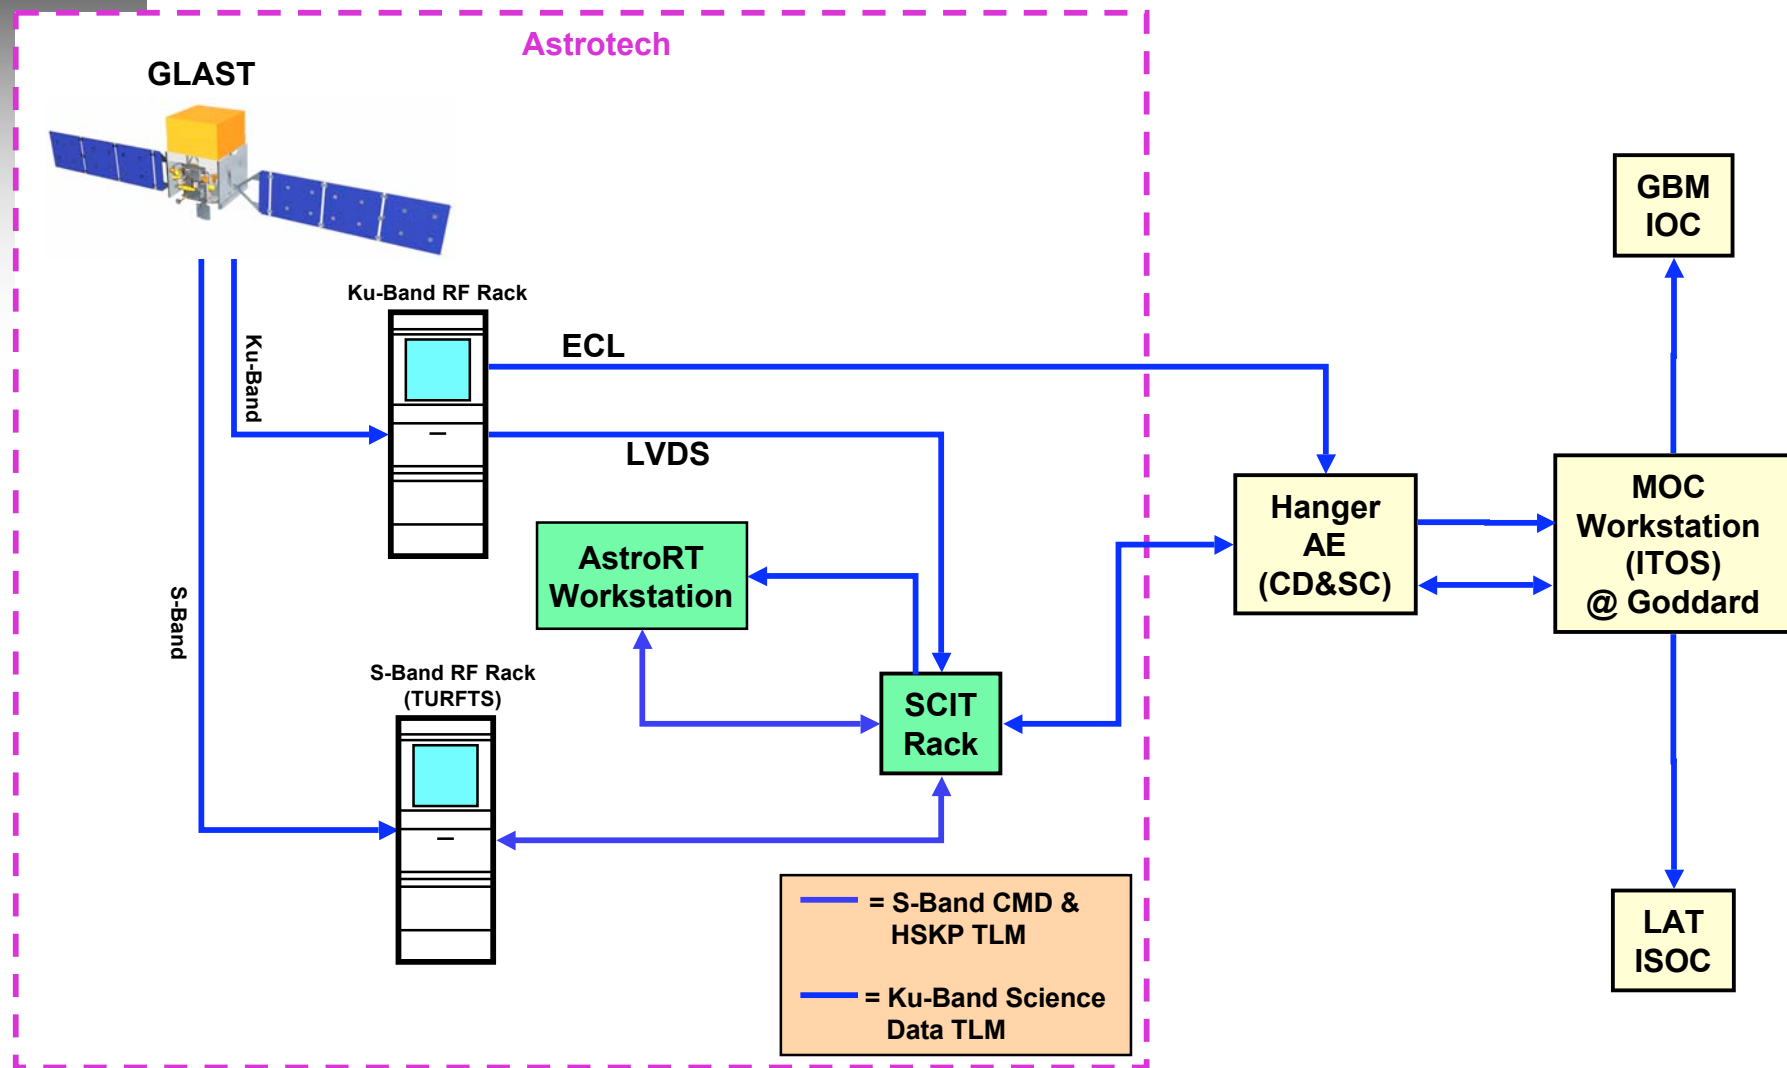 Astrotech
GLAST
GBM
IOC
Ku-Band RF Rack
Ku-Band
ECL
LVDS
Hanger
AE
(CD&SC)
MOC
Workstation
(ITOS)
@ Goddard
AstroRT
Workstation
S-Band
S-Band RF Rack
(TURFTS)
SCIT
Rack
= S-Band CMD &
HSKP TLM
= Ku-Band Science
Data TLM
LAT
ISOC